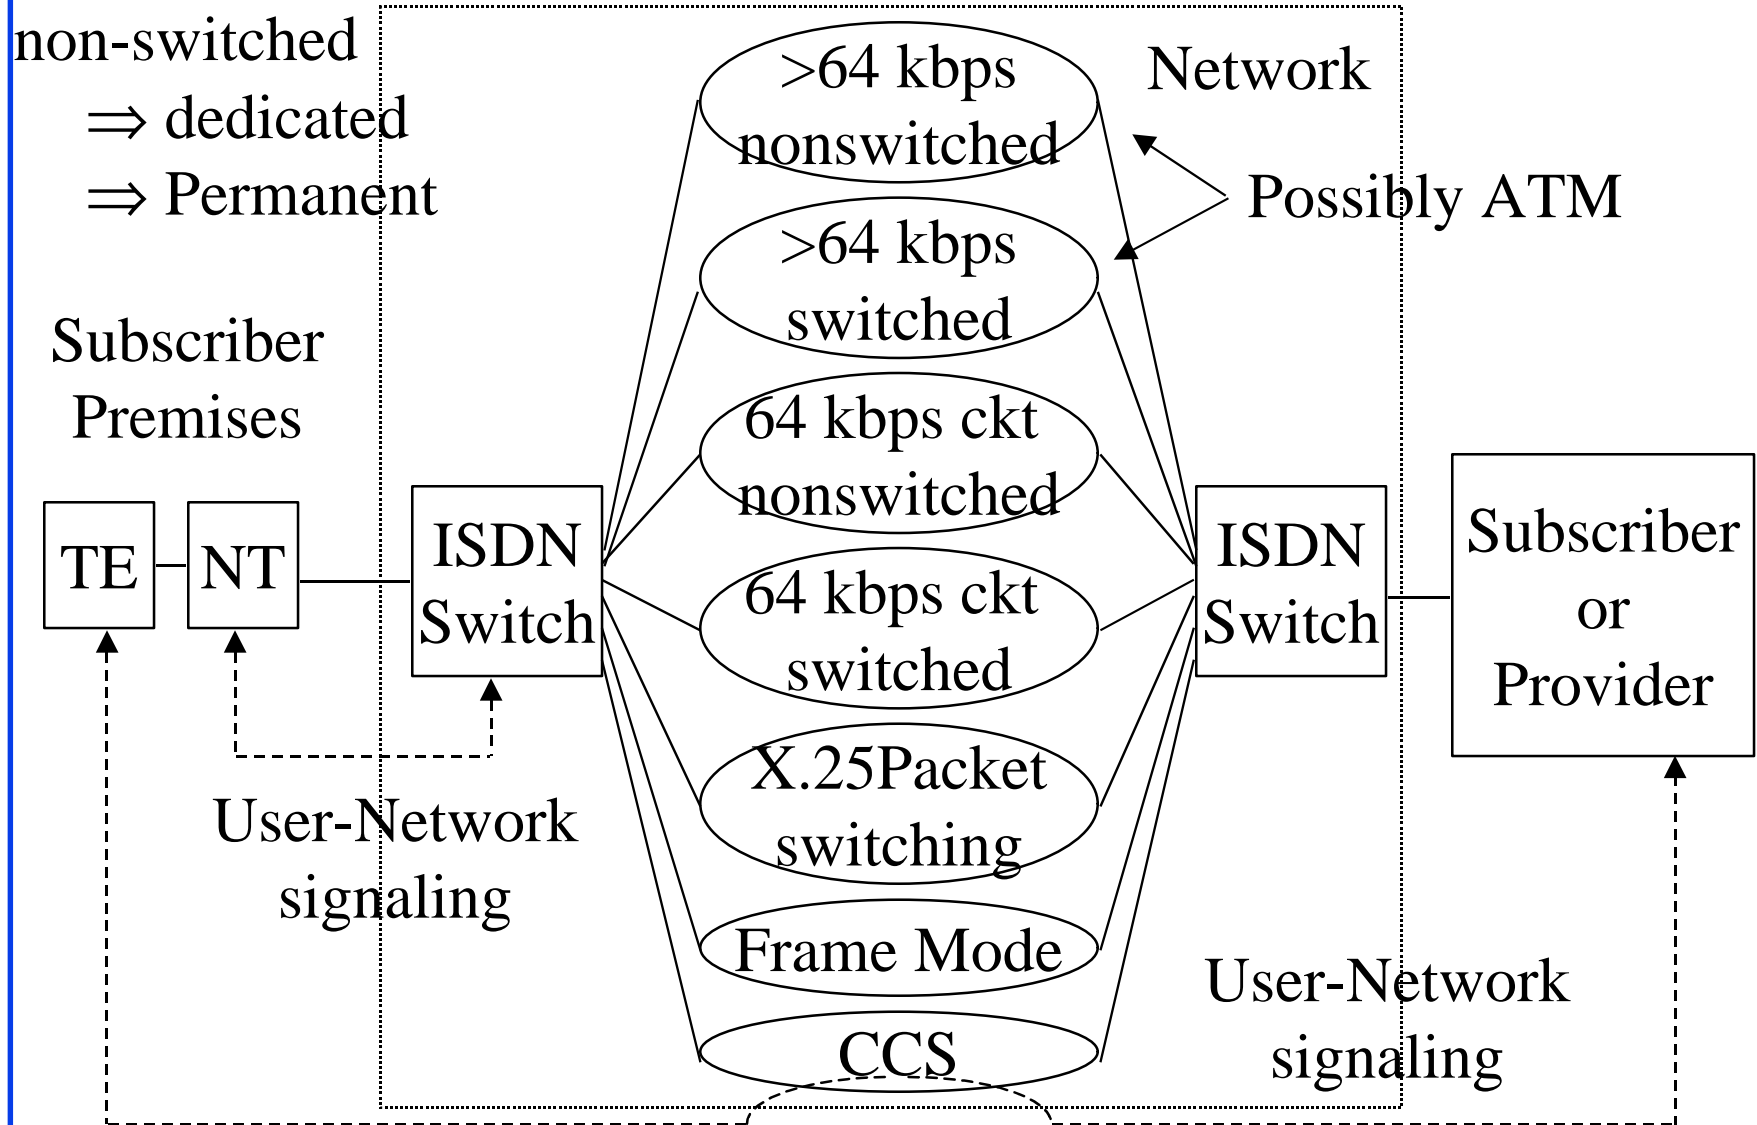 non-switched
⇒ dedicated
⇒ Permanent
>64 kbps
nonswitched
Network
Possibly ATM
>64 kbps
switched
Subscriber
Premises
64 kbps ckt
nonswitched
TE
NT
ISDN
Switch
64 kbps ckt
switched
ISDN
Switch
Subscriber
or
Provider
X.25Packet
switching
User-Network
signaling
Frame Mode
User-Network
signaling
CCS